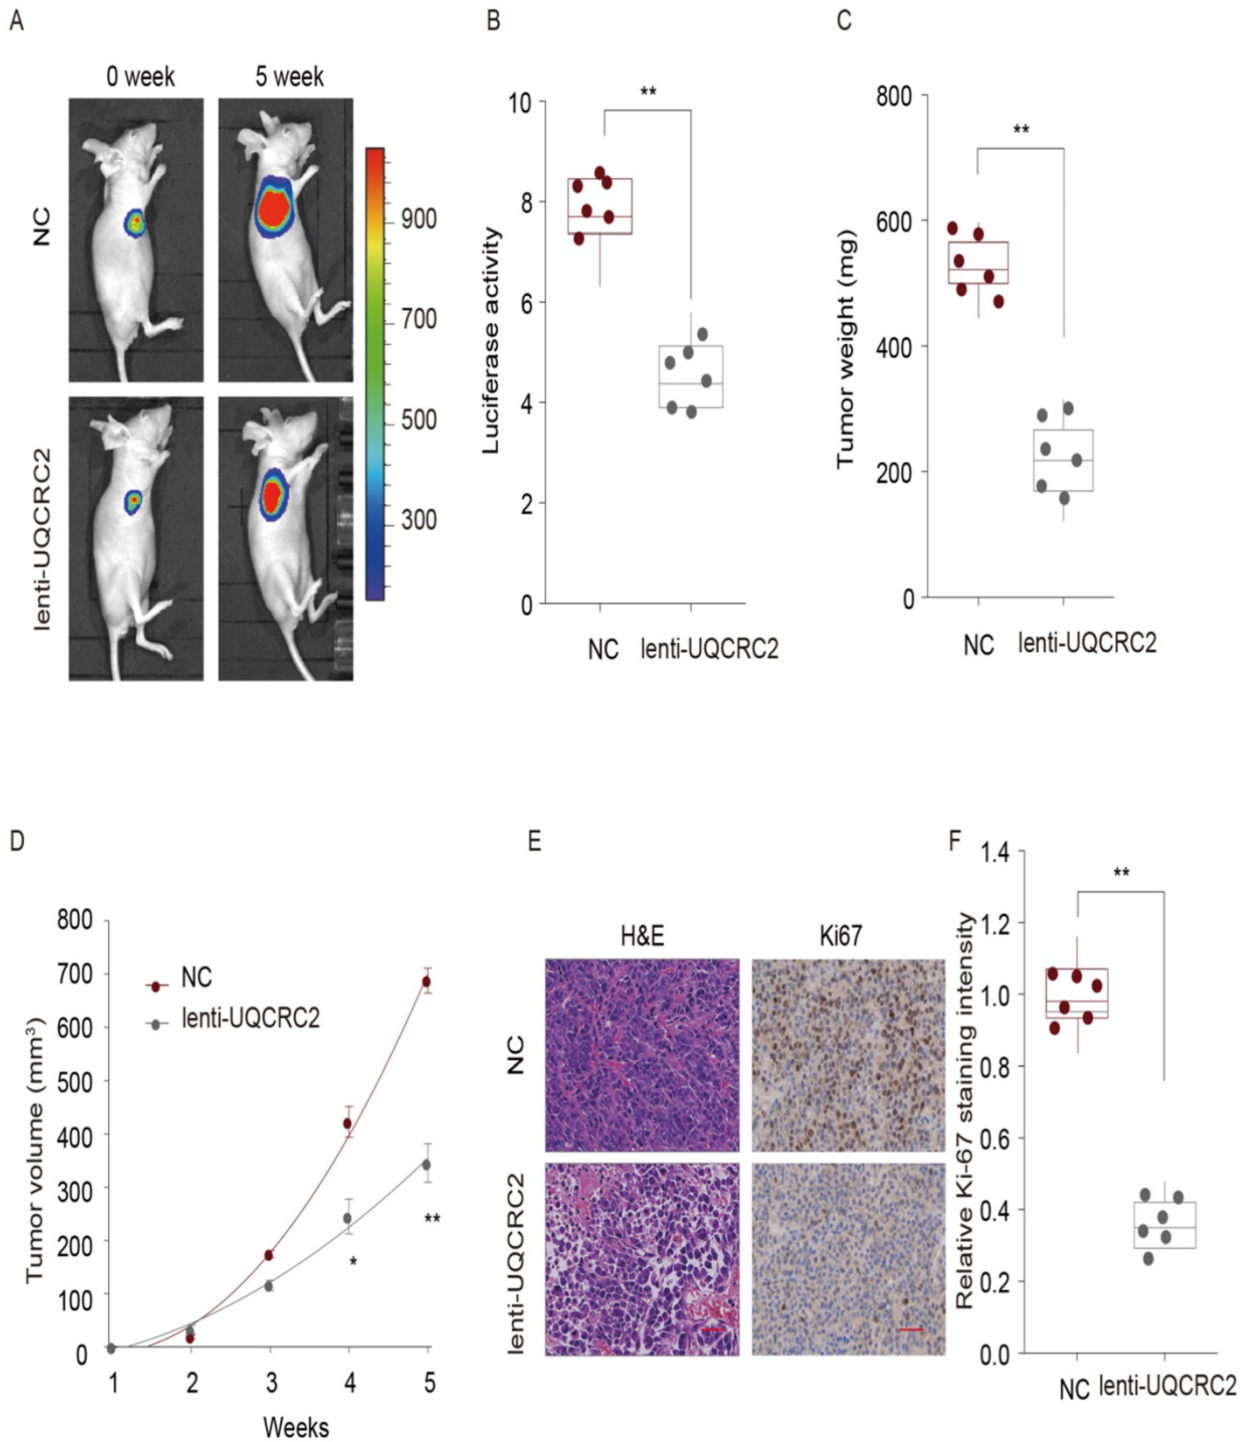 A
0 week
5 week
NC
lenti-UQCRC2
900
700
500
300
B
**
10
8
6
4
2
0
Luciferase activity
NC
lenti-UQCRC2
C
**
800
600
400
200
0
Tumor weight (mg)
NC
lenti-UQCRC2
D
800
700
600
500
400
300
200
100
0
Tumor volume (mm³)
NC
lenti-UQCRC2
*
**
1 2 3 4 5
Weeks
E
H&E
Ki67
NC
lenti-UQCRC2
F
**
1.4
1.2
1.0
0.8
0.6
0.4
0.2
0.0
Relative Ki-67 staining intensity
NC
lenti-UQCRC2